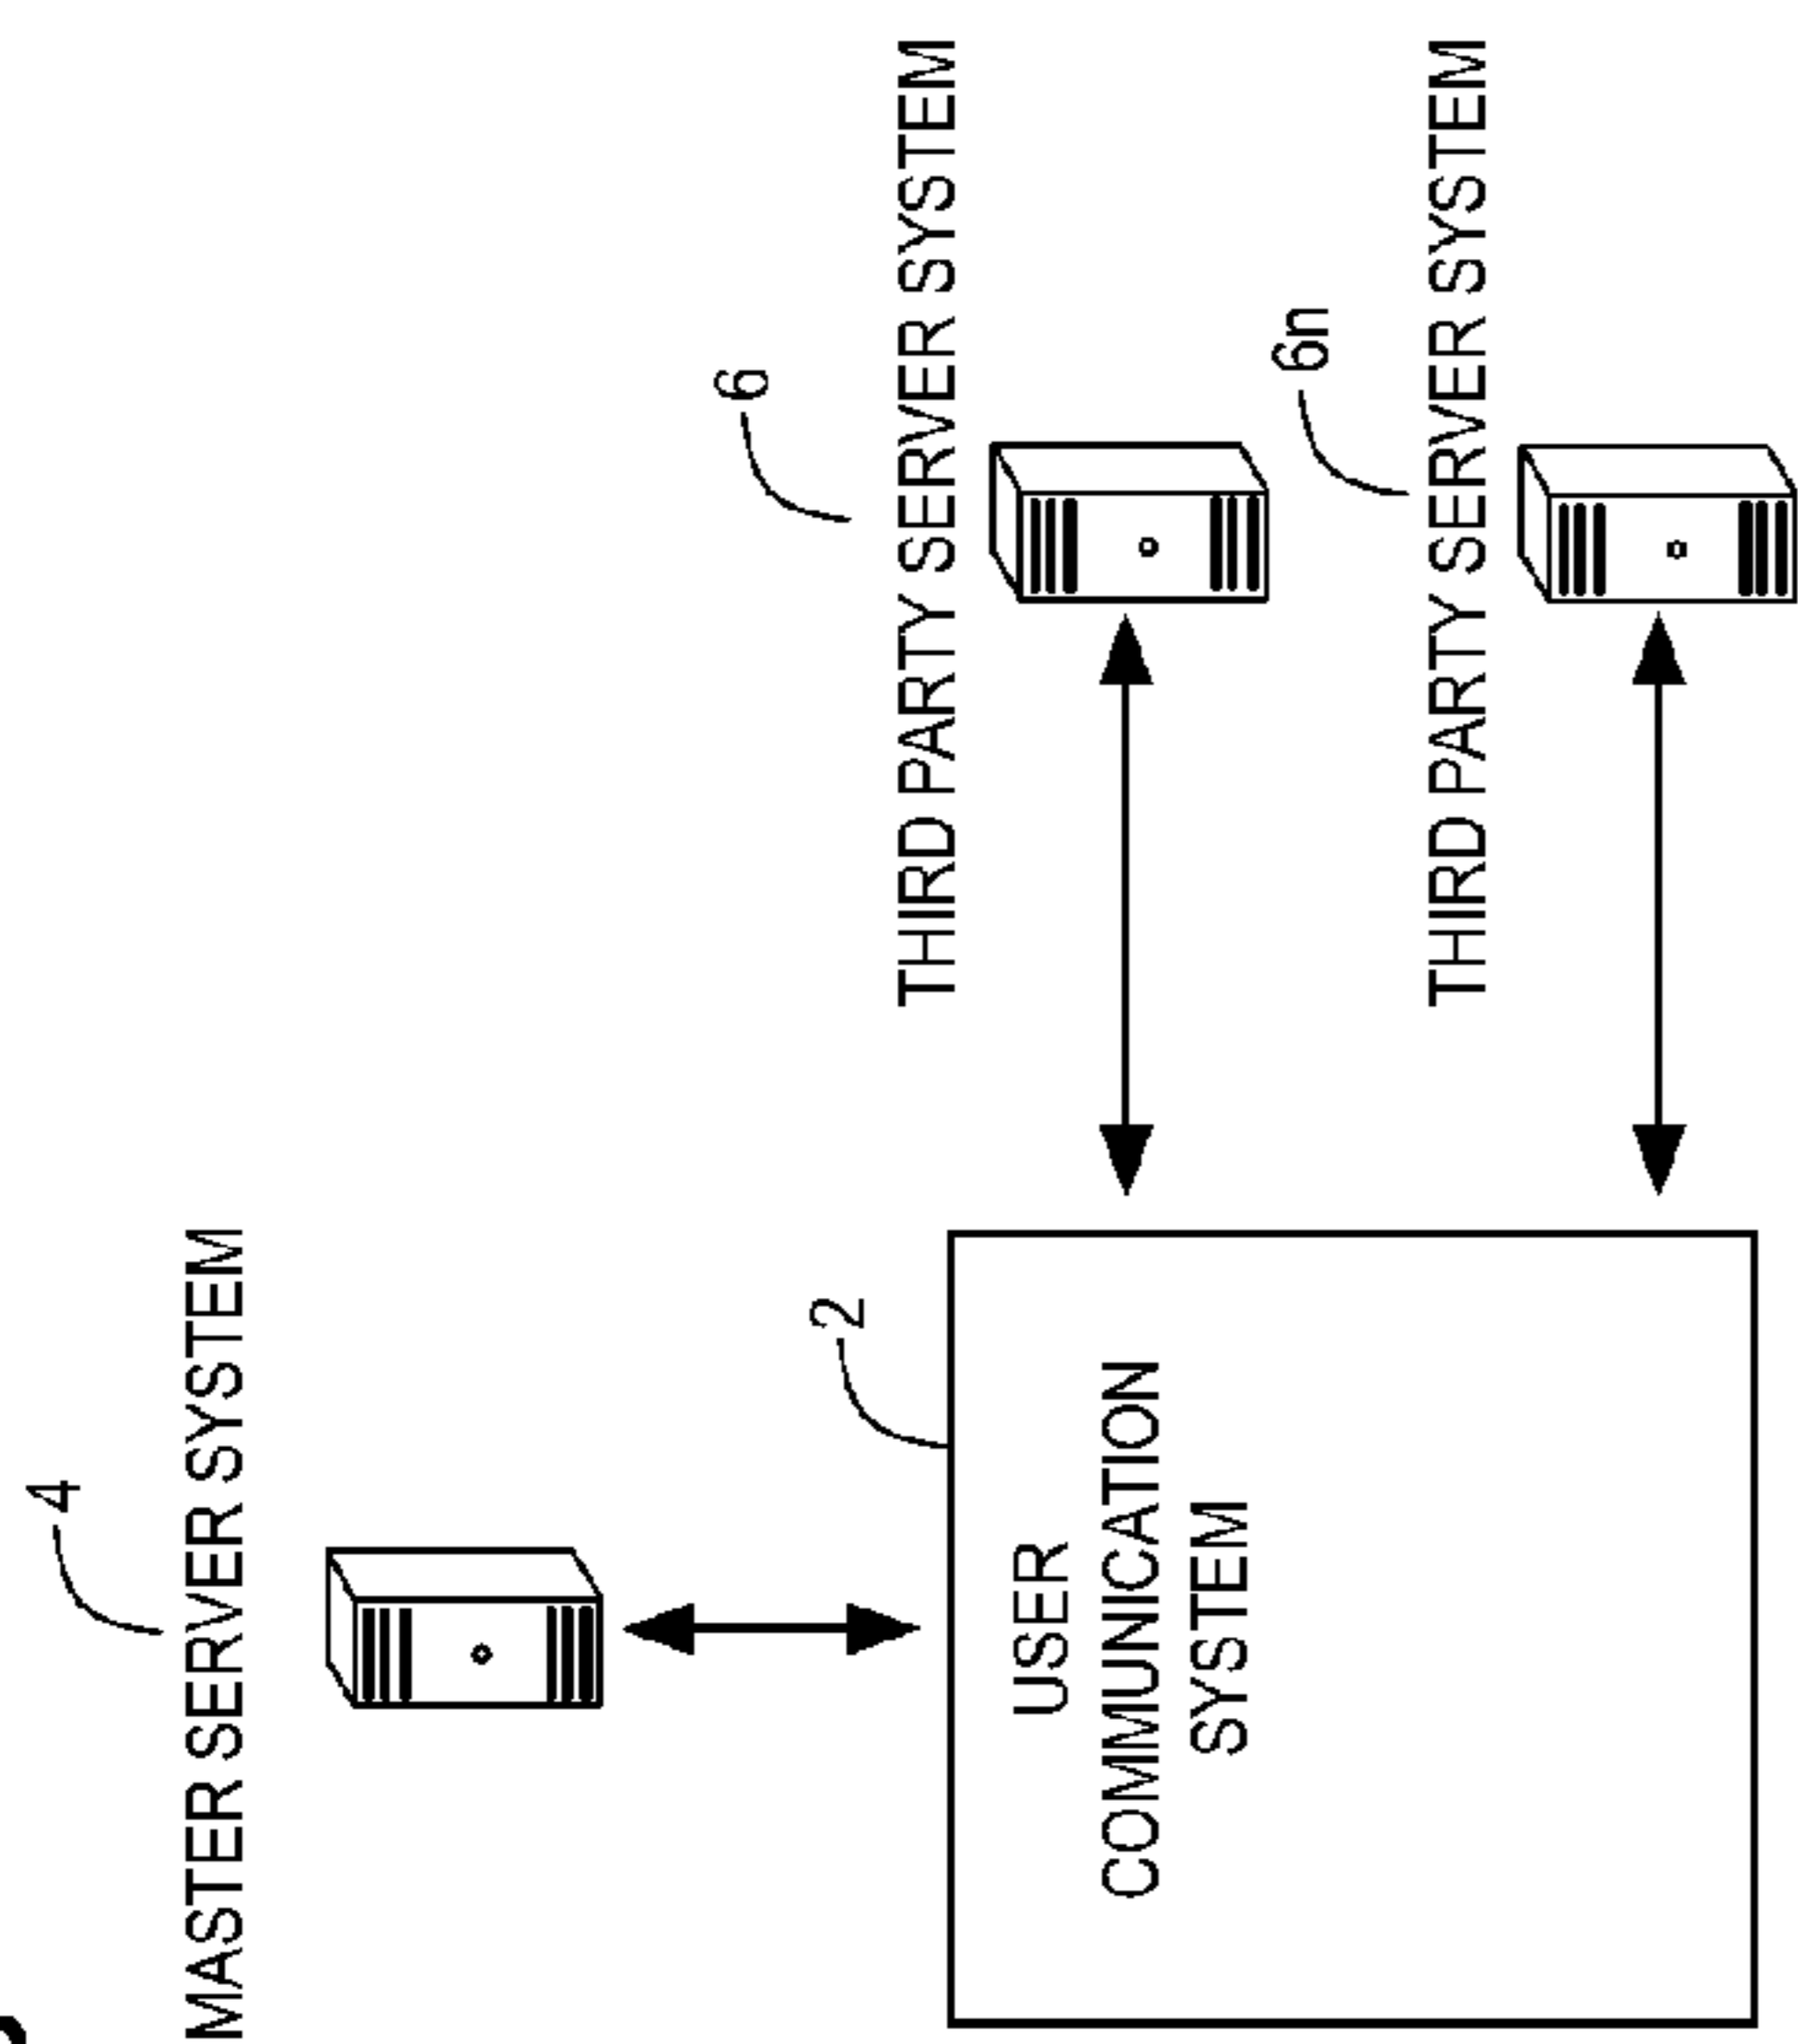 4
MASTER SERVER SYSTEM
6
THIRD PARTY SERVER SYSTEM
2
USER
COMMUNICATION
SYSTEM
6n
THIRD PARTY SERVER SYSTEM